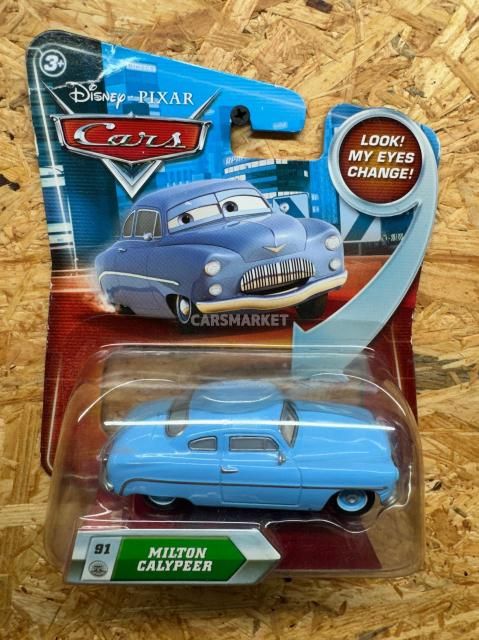 3+
Disney · PIXAR
Cars
LOOK!
MY EYES
CHANGE!
CARSMARKET
91
MILTON
CALYPEER